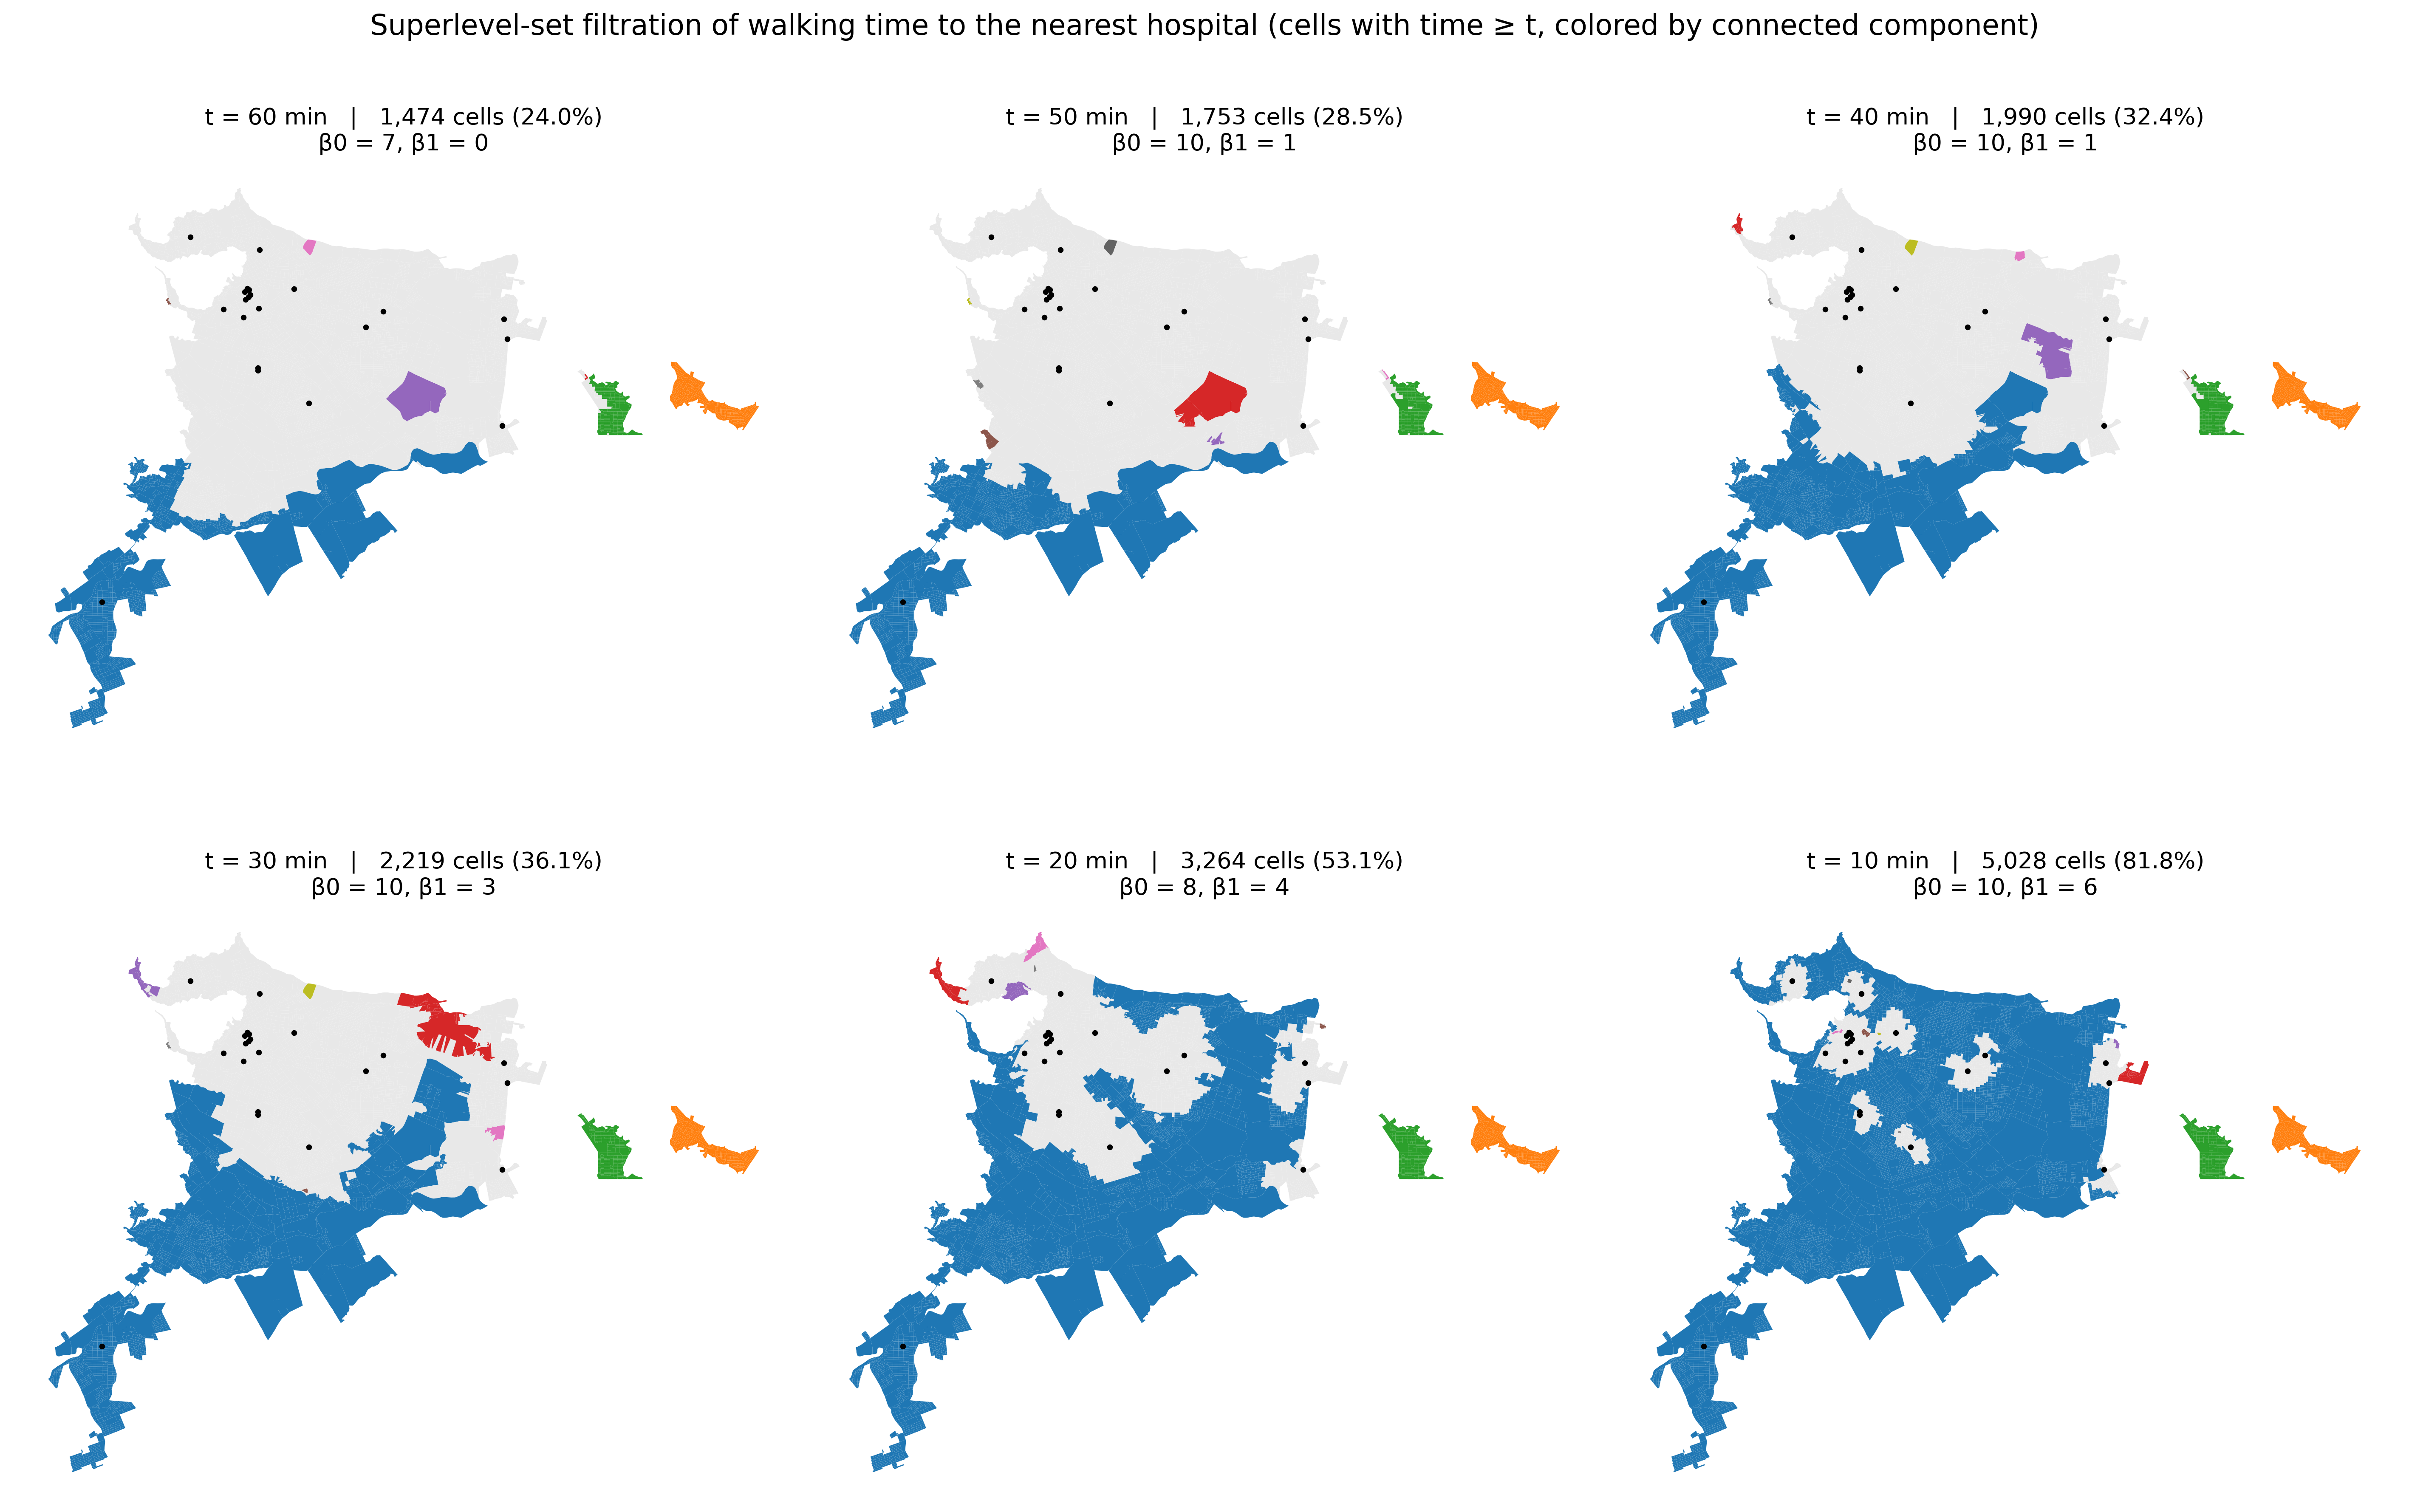 Superlevel-set filtration of walking time to the nearest hospital (cells with time ≥ t, colored by connected component)
t = 60 min | 1,474 cells (24.0%)
β0 = 7, β1 = 0
t = 50 min | 1,753 cells (28.5%)
β0 = 10, β1 = 1
t = 40 min | 1,990 cells (32.4%)
β0 = 10, β1 = 1
t = 30 min | 2,219 cells (36.1%)
β0 = 10, β1 = 3
t = 20 min | 3,264 cells (53.1%)
β0 = 8, β1 = 4
t = 10 min | 5,028 cells (81.8%)
β0 = 10, β1 = 6